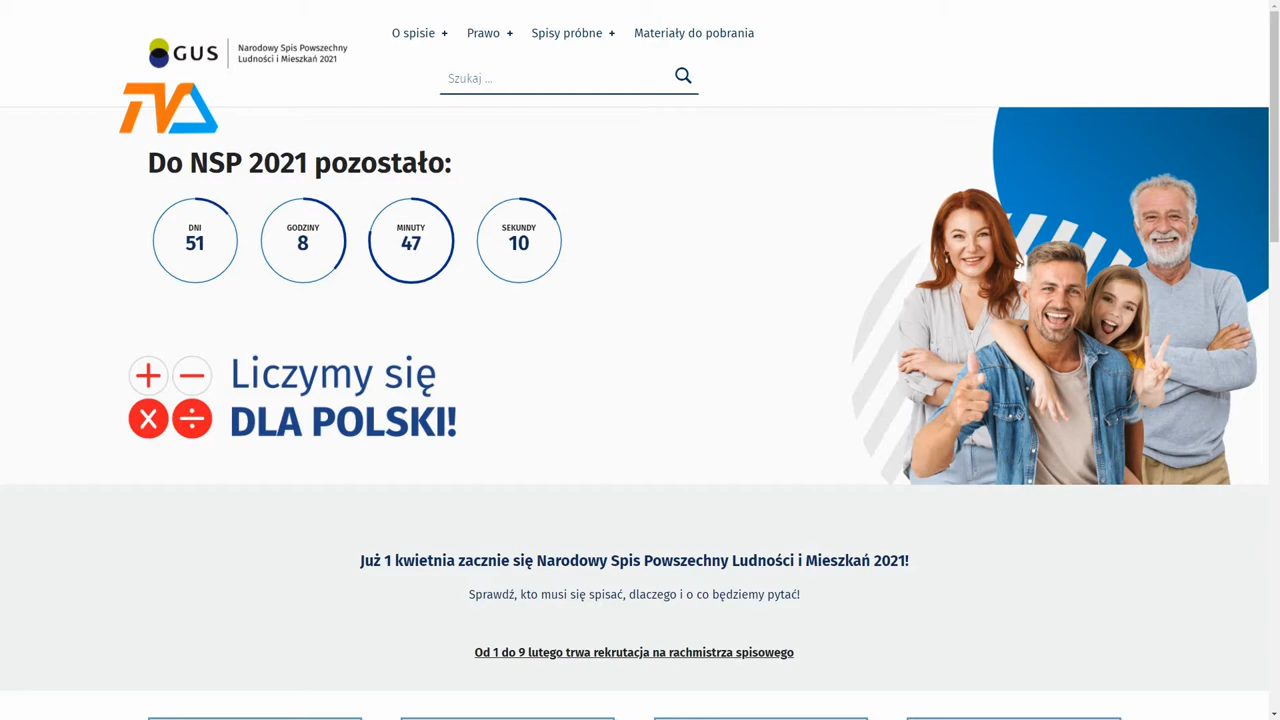 GUS
Narodowy Spis Powszechny
Ludności i Mieszkań 2021
O spisie +
Prawo +
Spisy próbne +
Materiały do pobrania
Szukaj ...
TVA
Do NSP 2021 pozostało:
DNI
51
GODZINY
8
MINUTY
47
SEKUNDY
10
Liczymy się
DLA POLSKI!
Już 1 kwietnia zacznie się Narodowy Spis Powszechny Ludności i Mieszkań 2021!
Sprawdź, kto musi się spisać, dlaczego i o co będziemy pytać!
Od 1 do 9 lutego trwa rekrutacja na rachmistrza spisowego